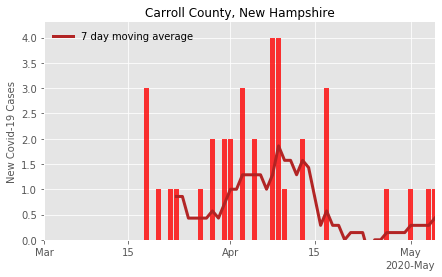 Carroll County, New Hampshire
7 day moving average
New Covid-19 Cases
4.0
3.5
3.0
2.5
2.0
1.5
1.0
0.5
0.0
Mar 15 Apr 15 May
2020-May